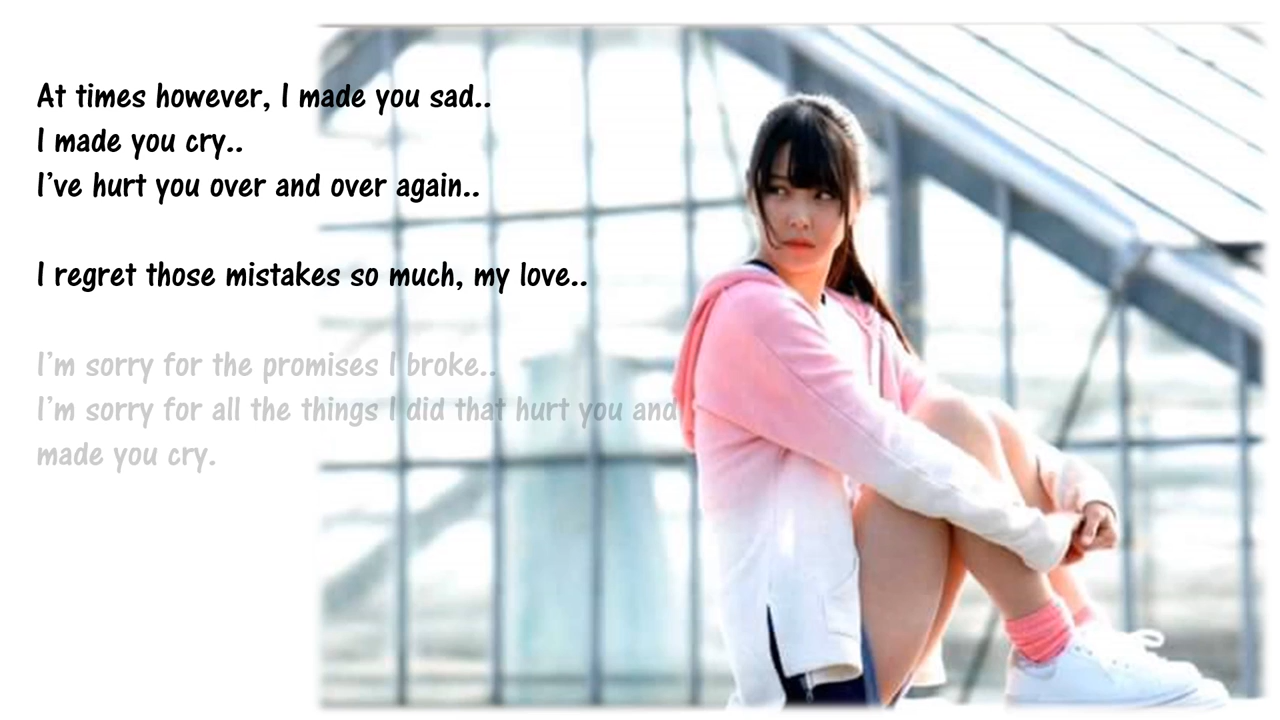 At times however, I made you sad..
I made you cry..
I've hurt you over and over again..
I regret those mistakes so much, my love..
I'm sorry for the promises I broke..
I'm sorry for all the things I did that hurt you and
made you cry.